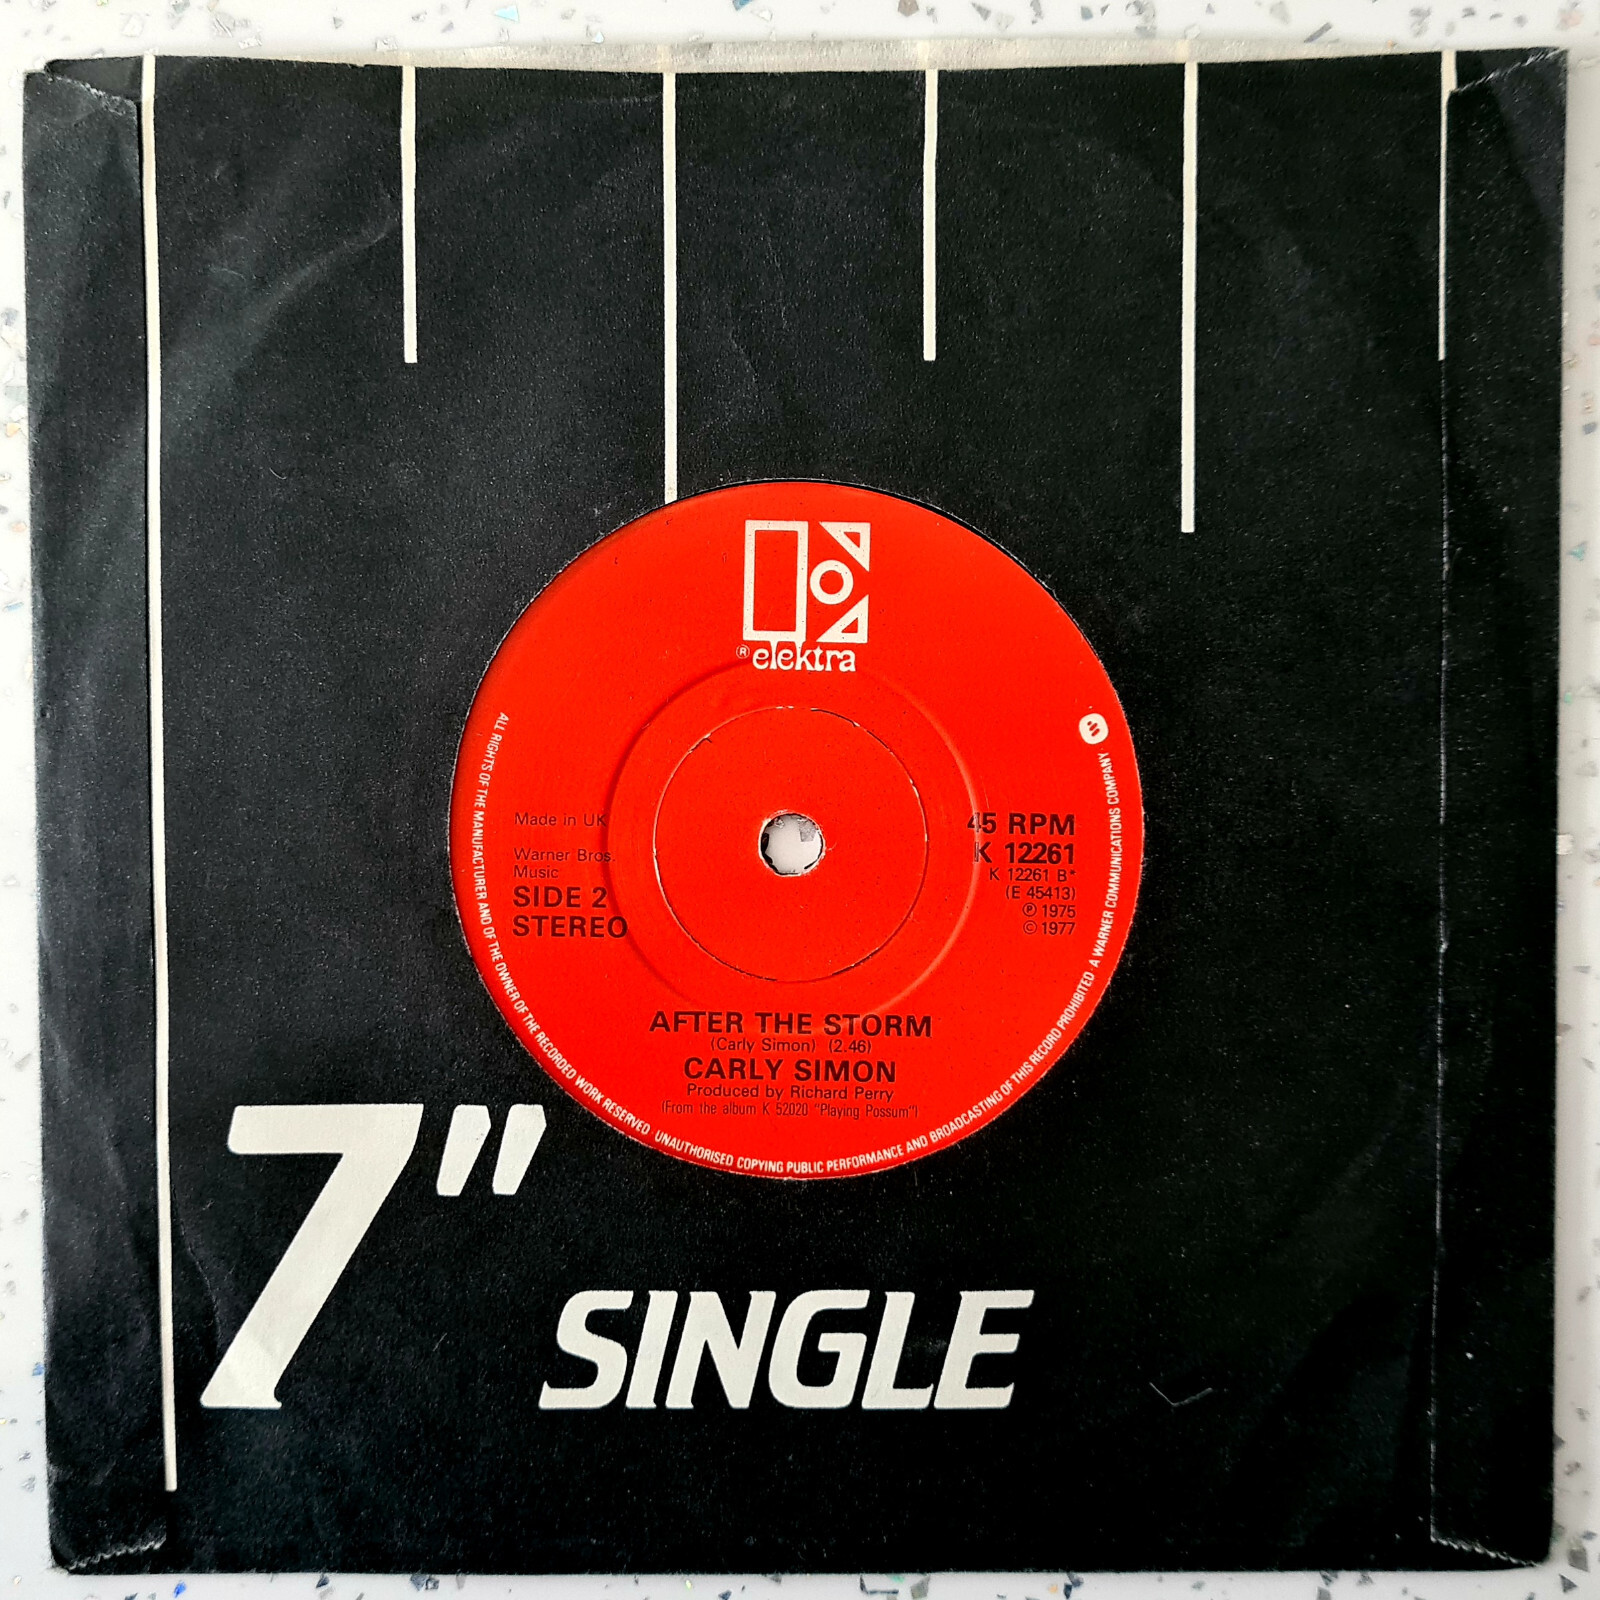 ® elektra
Made in UK
Warner Bros.
Music
SIDE 2
STEREO
45 RPM
K 12261
K 12261 B*
(E 45413)
℗ 1975
© 1977
AFTER THE STORM
(Carly Simon) (2.46)
CARLY SIMON
Produced by Richard Perry
(From the album K 52020 "Playing Possum")
ALL RIGHTS OF THE MANUFACTURER AND OF THE OWNER OF THE RECORDED WORK RESERVED UNAUTHORISED COPYING PUBLIC PERFORMANCE AND BROADCASTING OF THIS RECORD PROHIBITED A WARNER COMMUNICATIONS COMPANY
7"
SINGLE